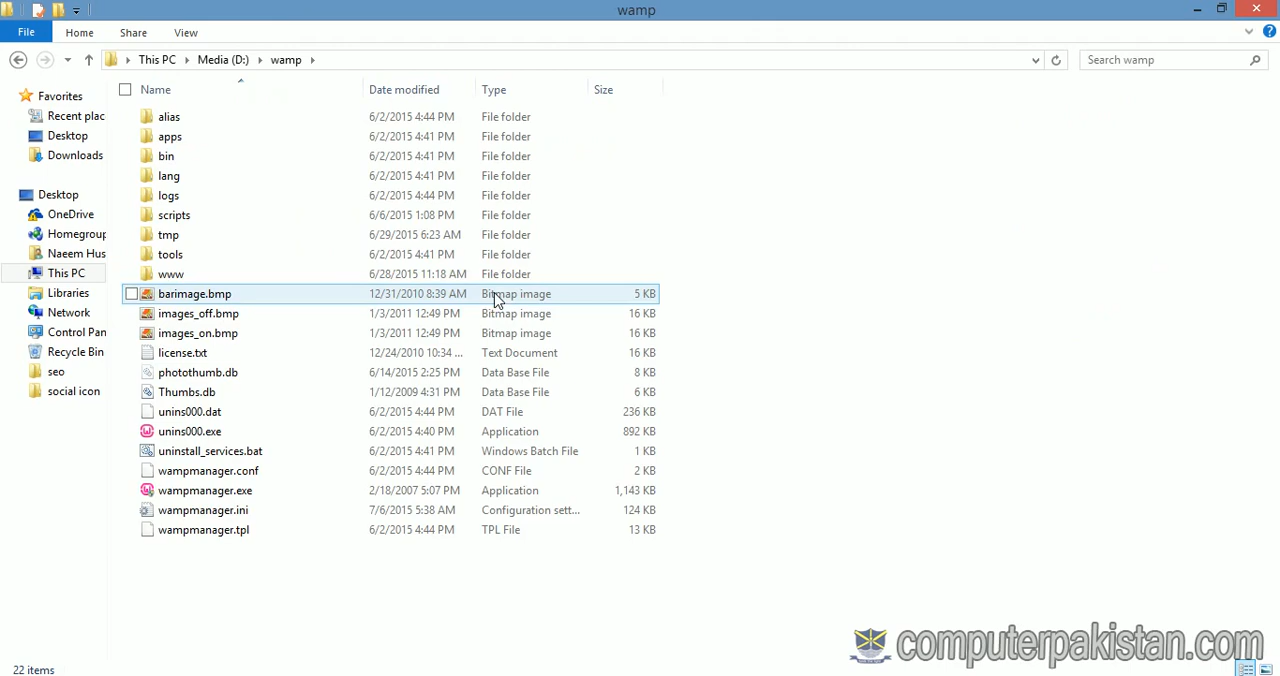 wamp
File Home Share View
This PC Media (D:) wamp
Search wamp
Name Date modified Type Size
Favorites
Recent plac
Desktop
Downloads
Desktop
OneDrive
Homegroup
Naeem Hus
This PC
Libraries
Network
Control Pan
Recycle Bin
seo
social icon
alias 6/2/2015 4:44 PM File folder
apps 6/2/2015 4:41 PM File folder
bin 6/2/2015 4:41 PM File folder
lang 6/2/2015 4:41 PM File folder
logs 6/2/2015 4:44 PM File folder
scripts 6/6/2015 1:08 PM File folder
tmp 6/29/2015 6:23 AM File folder
tools 6/2/2015 4:41 PM File folder
www 6/28/2015 11:18 AM File folder
barimage.bmp 12/31/2010 8:39 AM Bitmap image 5 KB
images_off.bmp 1/3/2011 12:49 PM Bitmap image 16 KB
images_on.bmp 1/3/2011 12:49 PM Bitmap image 16 KB
license.txt 12/24/2010 10:34 ... Text Document 16 KB
photothumb.db 6/14/2015 2:25 PM Data Base File 8 KB
Thumbs.db 1/12/2009 4:31 PM Data Base File 6 KB
unins000.dat 6/2/2015 4:44 PM DAT File 236 KB
unins000.exe 6/2/2015 4:40 PM Application 892 KB
uninstall_services.bat 6/2/2015 4:41 PM Windows Batch File 1 KB
wampmanager.conf 6/2/2015 4:44 PM CONF File 2 KB
wampmanager.exe 2/18/2007 5:07 PM Application 1,143 KB
wampmanager.ini 7/6/2015 5:38 AM Configuration sett... 124 KB
wampmanager.tpl 6/2/2015 4:44 PM TPL File 13 KB
computerpakistan.com
22 items